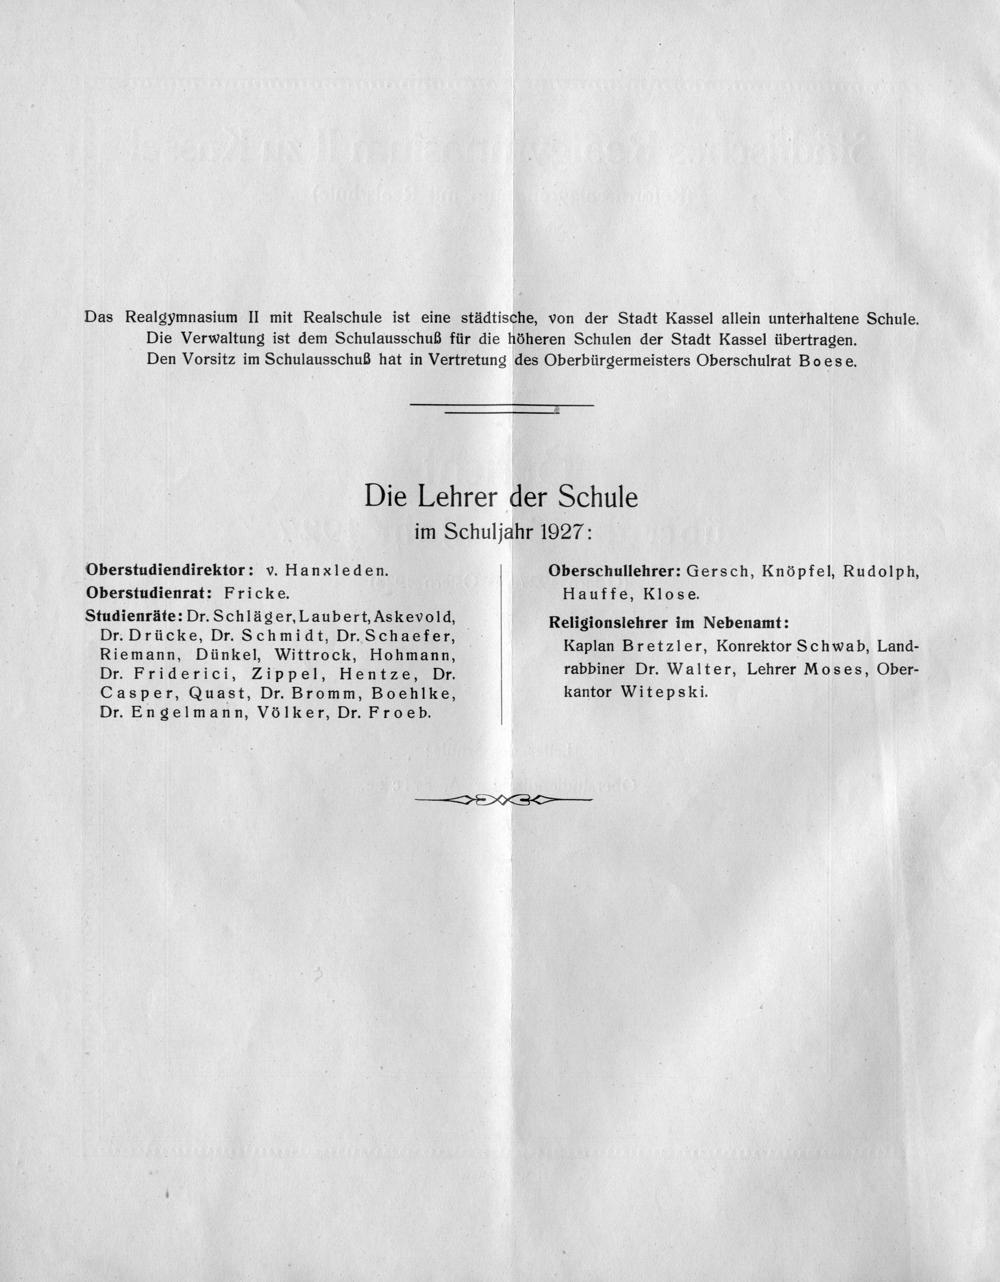 Das Realgymnasium II mit Realschule ist eine städtische, von der Stadt Kassel allein unterhaltene Schule.
Die Verwaltung ist dem Schulausschuß für die höheren Schulen der Stadt Kassel übertragen.
Den Vorsitz im Schulausschuß hat in Vertretung des Oberbürgermeisters Oberschulrat Boese.
Die Lehrer der Schule
im Schuljahr 1927:
Oberstudiendirektor: v. Hanxleden.
Oberstudienrat: Fricke.
Studienräte: Dr. Schläger, Laubert, Askevold,
Dr. Drücke, Dr. Schmidt, Dr. Schaefer,
Riemann, Dünkel, Wittrock, Hohmann,
Dr. Friderici, Zippel, Hentze, Dr.
Casper, Quast, Dr. Bromm, Boehlke,
Dr. Engelmann, Völker, Dr. Froeb.
Oberschullehrer: Gersch, Knöpfel, Rudolph,
Hauffe, Klose.
Religionslehrer im Nebenamt:
Kaplan Bretzler, Konrektor Schwab, Land-
rabbiner Dr. Walter, Lehrer Moses, Ober-
kantor Witepski.